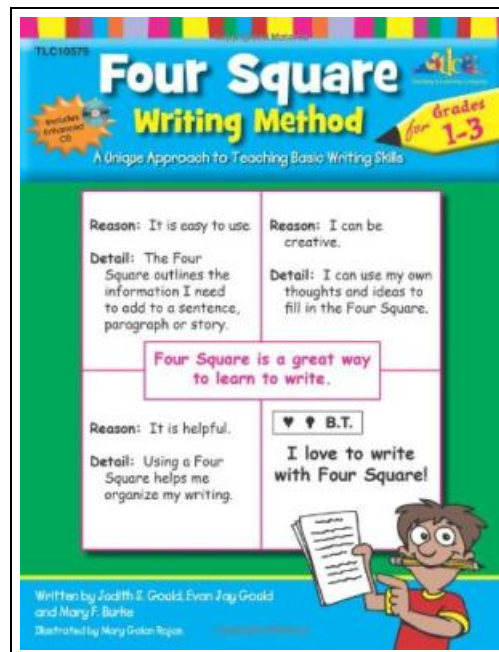 TLC10575
Four Square
Writing Method
Includes
Enhanced
CD
for Grades
1-3
A Unique Approach to Teaching Basic Writing Skills
Reason: It is easy to use
Detail: The Four
Square outlines the
information I need
to add to a sentence,
paragraph or story.
Reason: I can be
creative.
Detail: I can use my own
thoughts and ideas to
fill in the Four Square.
Four Square is a great way
to learn to write.
Reason: It is helpful.
Detail: Using a Four
Square helps me
organize my writing.
B.T.
I love to write
with Four Square!
Written by Judith S. Gould, Evan Jay Gould
and Mary F. Burke
Illustrated by Mary Galan Rojas